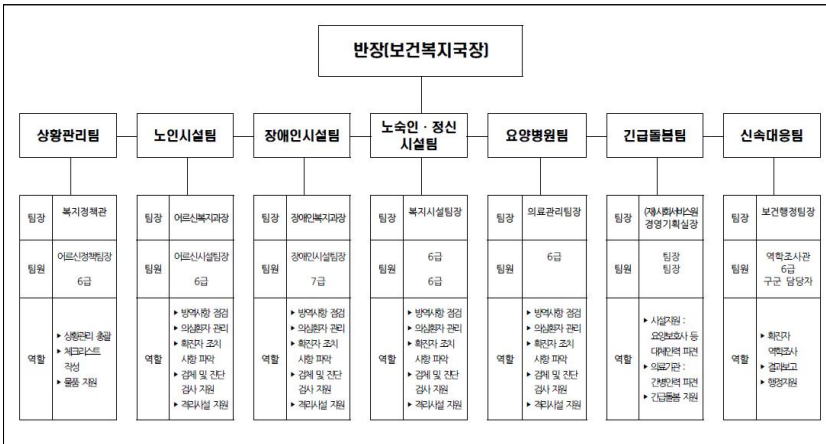 반장(보건복지국장)
상황관리팀
노인시설팀
장애인시설팀
노숙인 · 정신
시설팀
요양병원팀
긴급돌봄팀
신속대응팀
팀장
복지정책관
팀원
어르신정책팀장
6급
역할
▸ 상황관리 총괄
▸ 체크리스트
작성
▸ 물품 지원
팀장
어르신복지과장
팀원
어르신시설팀장
6급
역할
▸ 방역사항 점검
▸ 의심환자 관리
▸ 확진자 조치
사항 파악
▸ 검체 및 진단
검사 지원
▸ 격리시설 지원
팀장
장애인복지과장
팀원
장애인시설팀장
7급
역할
▸ 방역사항 점검
▸ 의심환자 관리
▸ 확진자 조치
사항 파악
▸ 검체 및 진단
검사 지원
▸ 격리시설 지원
팀장
복지시설팀장
팀원
6급
6급
역할
▸ 방역사항 점검
▸ 의심환자 관리
▸ 확진자 조치
사항 파악
▸ 검체 및 진단
검사 지원
▸ 격리시설 지원
팀장
의료관리팀장
팀원
6급
역할
▸ 방역사항 점검
▸ 의심환자 관리
▸ 확진자 조치
사항 파악
▸ 검체 및 진단
검사 지원
▸ 격리시설 지원
팀장
(재)사회서비스원
경영기획실장
팀원
팀장
팀장
역할
▸ 시설지원 :
요양보호사 등
대체인력 파견
▸ 의료기관 :
간병인력 파견
▸ 긴급돌봄 지원
팀장
보건행정팀장
팀원
역학조사관
6급
구군 담당자
역할
▸ 확진자
역학조사
▸ 결과보고
▸ 행정지원